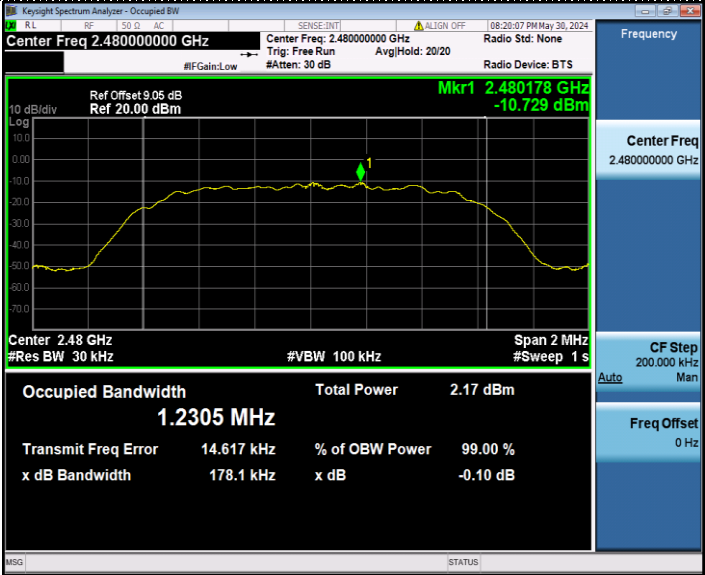 Keysight Spectrum Analyzer - Occupied BW
RL RF 50 Ω AC SENSE:INT ALIGN OFF 08:20:07 PM May 30, 2024
Center Freq 2.480000000 GHz
Center Freq: 2.480000000 GHz
Radio Std: None
Trig: Free Run Avg|Hold: 20/20
#IFGain:Low #Atten: 30 dB Radio Device: BTS
Frequency
Mkr1 2.480178 GHz
-10.729 dBm
Ref Offset 9.05 dB
10 dB/div Ref 20.00 dBm
Log
10.0
0.00
-10.0
-20.0
-30.0
-40.0
-50.0
-60.0
-70.0
1
Center 2.48 GHz Span 2 MHz
#Res BW 30 kHz #VBW 100 kHz #Sweep 1 s
Occupied Bandwidth Total Power 2.17 dBm
1.2305 MHz
Transmit Freq Error 14.617 kHz % of OBW Power 99.00 %
x dB Bandwidth 178.1 kHz x dB -0.10 dB
Center Freq
2.480000000 GHz
CF Step
200.000 kHz
Auto Man
Freq Offset
0 Hz
MSG STATUS